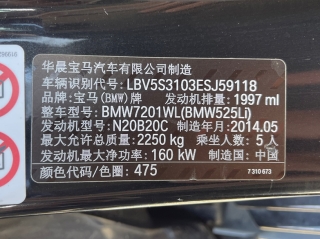 华晨宝马汽车有限公司制造
车辆识别代号: LBV5S3103ESJ59118
品牌: 宝马(BMW)牌 发动机排量: 1997 ml
整车型号: BMW7201WL(BMW525Li)
发动机型号: N20B20C 制造年月: 2014.05
最大允许总质量: 2250 kg 乘坐人数: 5 人
发动机最大净功率: 160 kW 制造国: 中国
颜色代码/色圈: 475 7 310 673